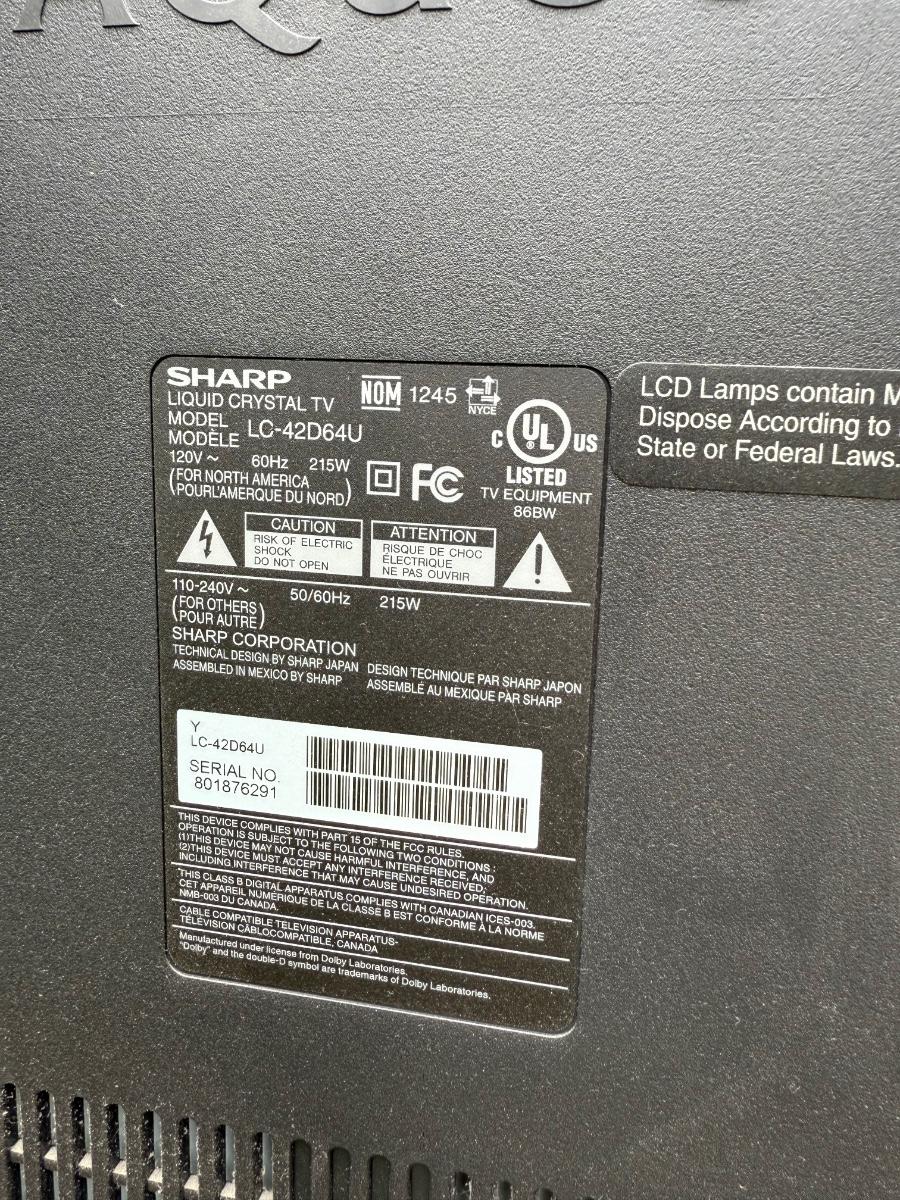 SHARP
LIQUID CRYSTAL TV
MODEL
MODÈLE LC-42D64U
120V ~ 60Hz 215W
(FOR NORTH AMERICA
POUR L'AMERQUE DU NORD)
NOM 1245 NYCE
C UL US
®
LISTED
TV EQUIPMENT
86BW
FC
CAUTION
RISK OF ELECTRIC
SHOCK
DO NOT OPEN
ATTENTION
RISQUE DE CHOC
ÉLECTRIQUE
NE PAS OUVRIR
110-240V ~ 50/60Hz 215W
(FOR OTHERS
POUR AUTRE)
SHARP CORPORATION
TECHNICAL DESIGN BY SHARP JAPAN
ASSEMBLED IN MEXICO BY SHARP
DESIGN TECHNIQUE PAR SHARP JAPON
ASSEMBLÉ AU MEXIQUE PAR SHARP
Y
LC-42D64U
SERIAL NO.
801876291
THIS DEVICE COMPLIES WITH PART 15 OF THE FCC RULES.
OPERATION IS SUBJECT TO THE FOLLOWING TWO CONDITIONS :
(1)THIS DEVICE MAY NOT CAUSE HARMFUL INTERFERENCE, AND
(2)THIS DEVICE MUST ACCEPT ANY INTERFERENCE RECEIVED,
INCLUDING INTERFERENCE THAT MAY CAUSE UNDESIRED OPERATION.
THIS CLASS B DIGITAL APPARATUS COMPLIES WITH CANADIAN ICES-003.
CET APPAREIL NUMÉRIQUE DE LA CLASSE B EST CONFORME À LA NORME
NMB-003 DU CANADA.
CABLE COMPATIBLE TELEVISION APPARATUS-
TÉLÉVISION CÂBLOCOMPATIBLE, CANADA
Manufactured under license from Dolby Laboratories.
"Dolby" and the double-D symbol are trademarks of Dolby Laboratories.
LCD Lamps contain
Dispose According to
State or Federal Laws.